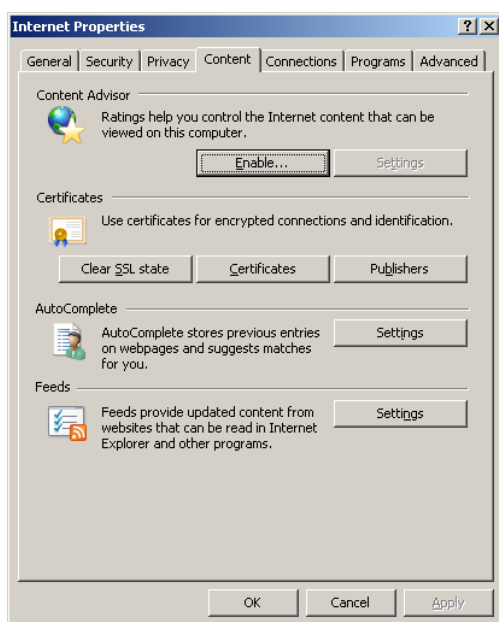 Internet Properties
General Security Privacy Content Connections Programs Advanced
Content Advisor
Ratings help you control the Internet content that can be
viewed on this computer.
Enable... Settings
Certificates
Use certificates for encrypted connections and identification.
Clear SSL state Certificates Publishers
AutoComplete
AutoComplete stores previous entries Settings
on webpages and suggests matches
for you.
Feeds
Feeds provide updated content from Settings
websites that can be read in Internet
Explorer and other programs.
OK Cancel Apply